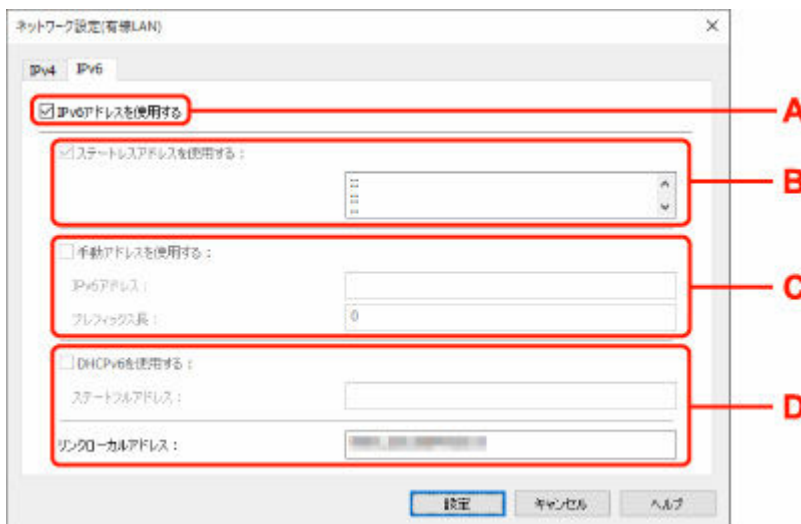 ネットワーク設定(有線LAN)
IPv4 IPv6
IPv6アドレスを使用する
A
ステートレスアドレスを使用する：
::
::
::
B
手動アドレスを使用する：
IPv6アドレス：
C
プレフィックス長： 0
DHCPv6を使用する：
ステートフルアドレス：
D
リンクローカルアドレス：
設定 キャンセル ヘルプ